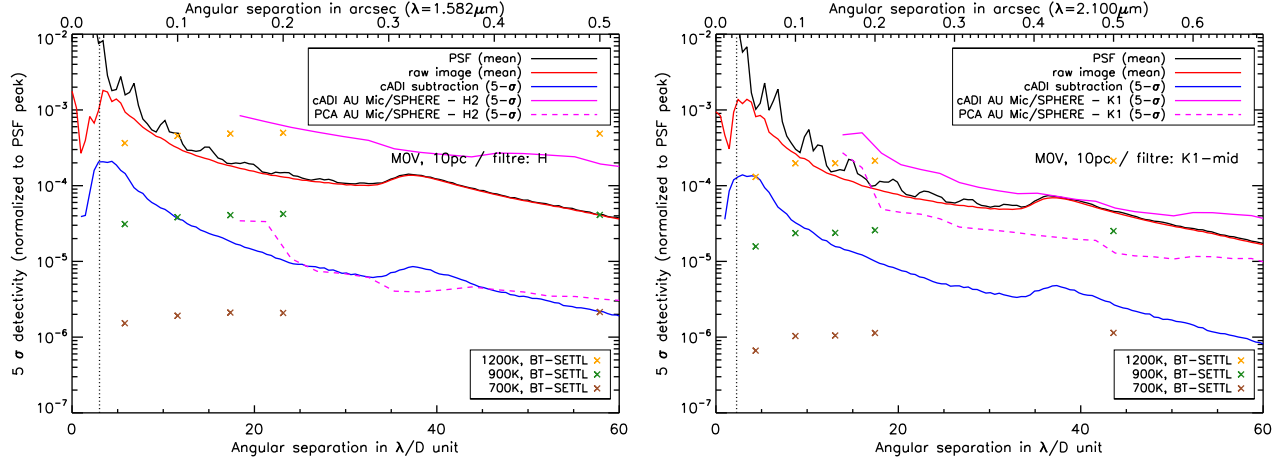 Angular separation in arcsec (λ=1.582μm)
0.0 0.1 0.2 0.3 0.4 0.5
10^-2
10^-3
10^-4
10^-5
10^-6
10^-7
5 σ detectivity (normalized to PSF peak)
PSF (mean)
raw image (mean)
cADI subtraction (5-σ)
cADI AU Mic/SPHERE - H2 (5-σ)
PCA AU Mic/SPHERE - H2 (5-σ)
M0V, 10pc / filtre: H
1200K, BT-SETTL
900K, BT-SETTL
700K, BT-SETTL
0 20 40 60
Angular separation in λ/D unit
Angular separation in arcsec (λ=2.100μm)
0.0 0.1 0.2 0.3 0.4 0.5 0.6
10^-2
10^-3
10^-4
10^-5
10^-6
10^-7
5 σ detectivity (normalized to PSF peak)
PSF (mean)
raw image (mean)
cADI subtraction (5-σ)
cADI AU Mic/SPHERE - K1 (5-σ)
PCA AU Mic/SPHERE - K1 (5-σ)
M0V, 10pc / filtre: K1-mid
1200K, BT-SETTL
900K, BT-SETTL
700K, BT-SETTL
0 20 40 60
Angular separation in λ/D unit